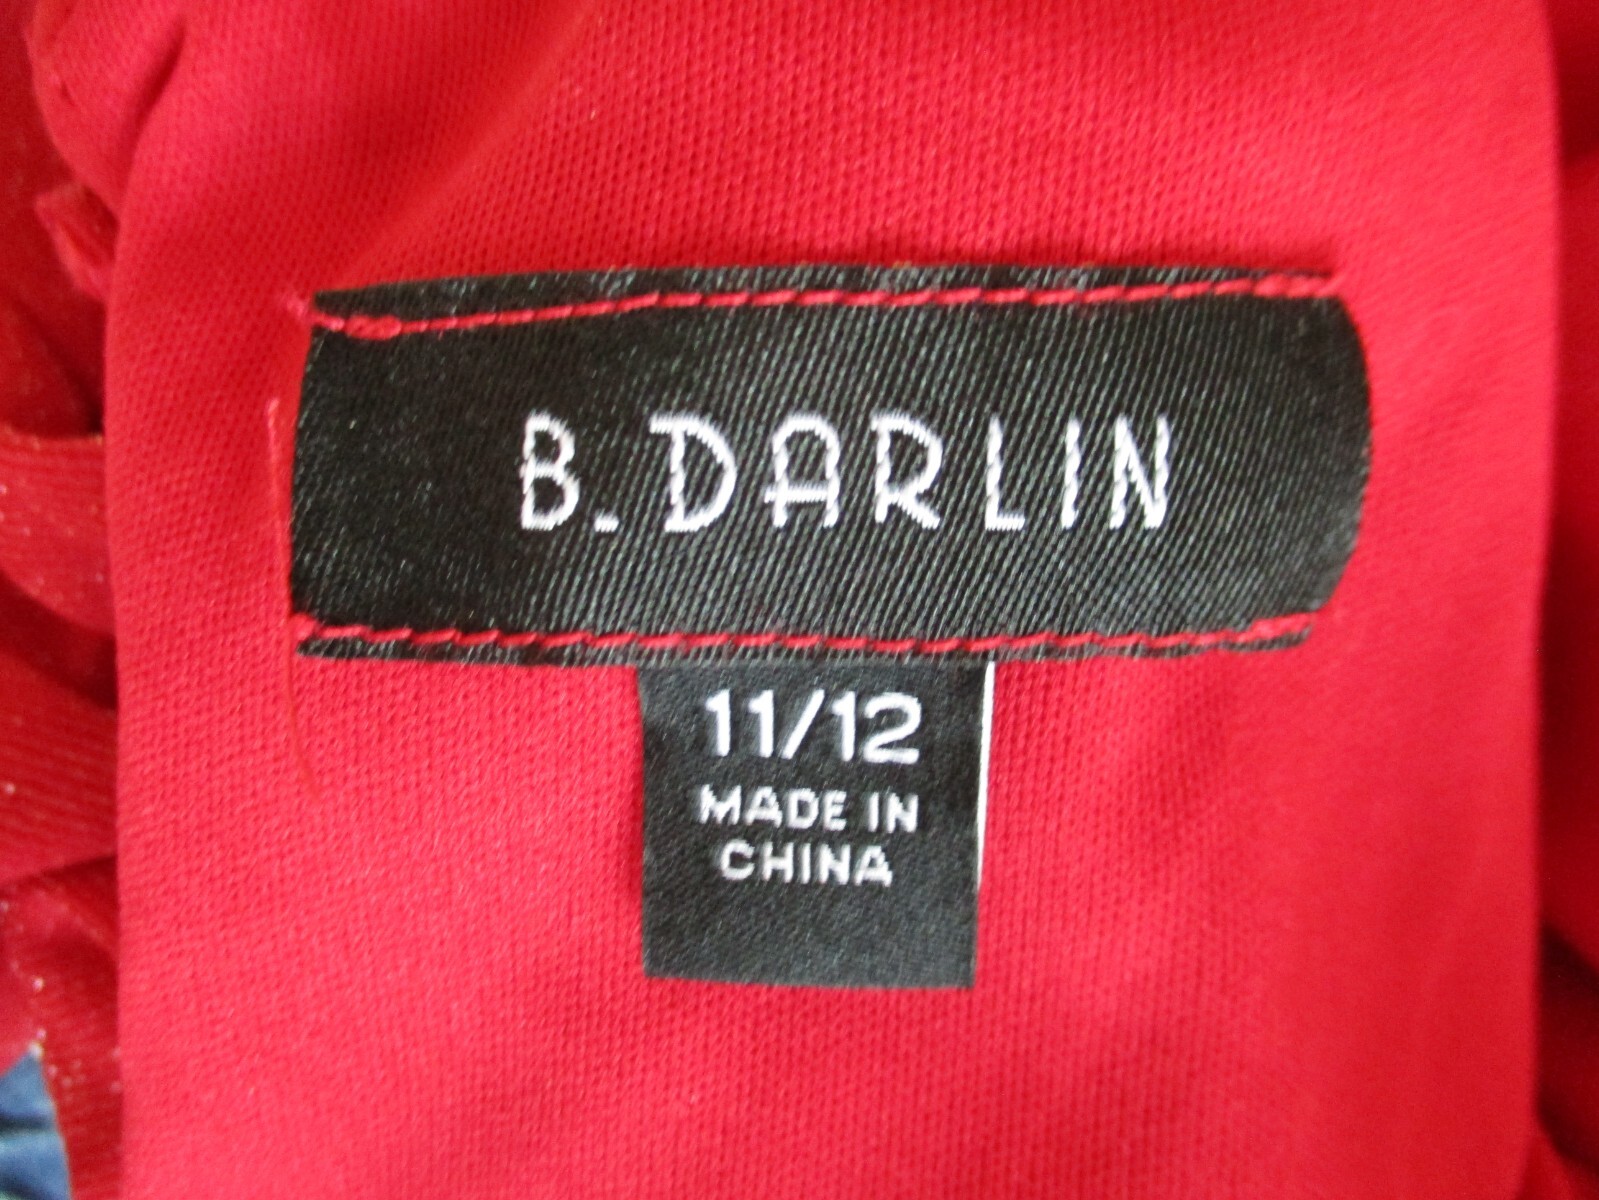 B. DARLIN
11/12
MADE IN
CHINA